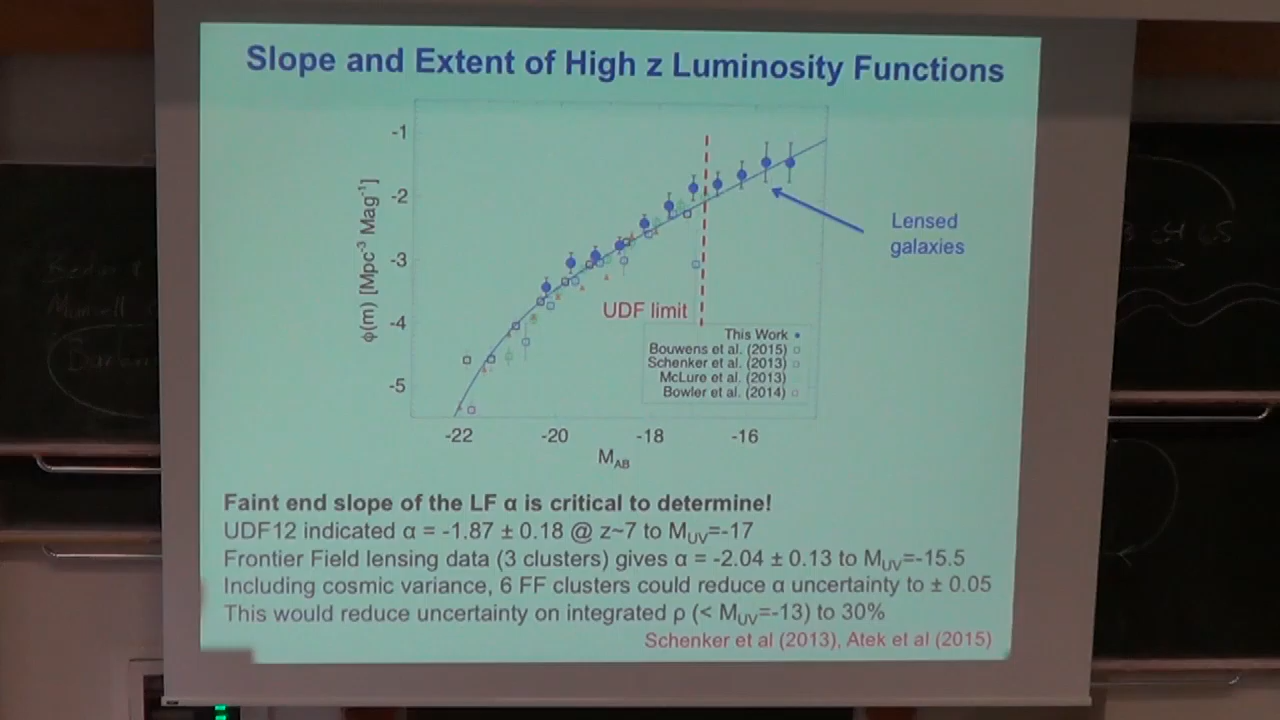 Slope and Extent of High z Luminosity Functions
-1
-2
-3
-4
-5
ϕ(m) [Mpc⁻³ Mag⁻¹]
-22
-20
-18
-16
M_AB
Lensed
galaxies
UDF limit
This Work
Bouwens et al. (2015)
Schenker et al. (2013)
McLure et al. (2013)
Bowler et al. (2014)
Faint end slope of the LF α is critical to determine!
UDF12 indicated α = -1.87 ± 0.18 @ z~7 to M_UV=-17
Frontier Field lensing data (3 clusters) gives α = -2.04 ± 0.13 to M_UV=-15.5
Including cosmic variance, 6 FF clusters could reduce α uncertainty to ± 0.05
This would reduce uncertainty on integrated ρ (< M_UV=-13) to 30%
Schenker et al (2013), Atek et al (2015)